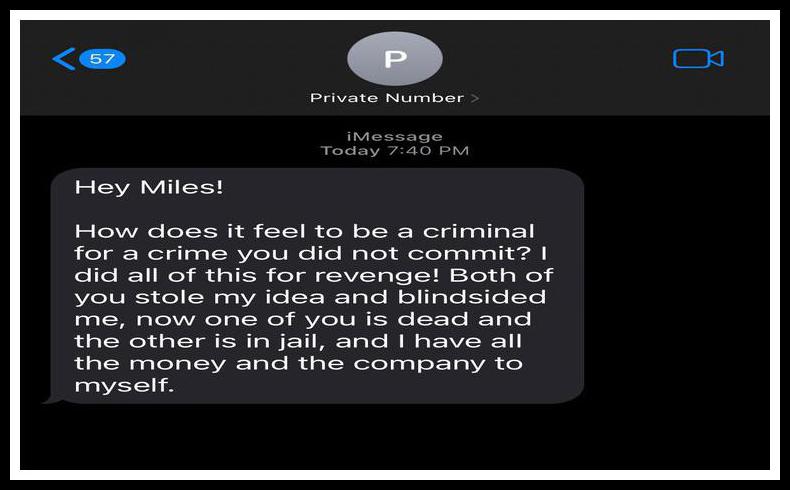 57
P
Private Number >
iMessage
Today 7:40 PM
Hey Miles!
How does it feel to be a criminal
for a crime you did not commit? I
did all of this for revenge! Both of
you stole my idea and blindsided
me, now one of you is dead and
the other is in jail, and I have all
the money and the company to
myself.